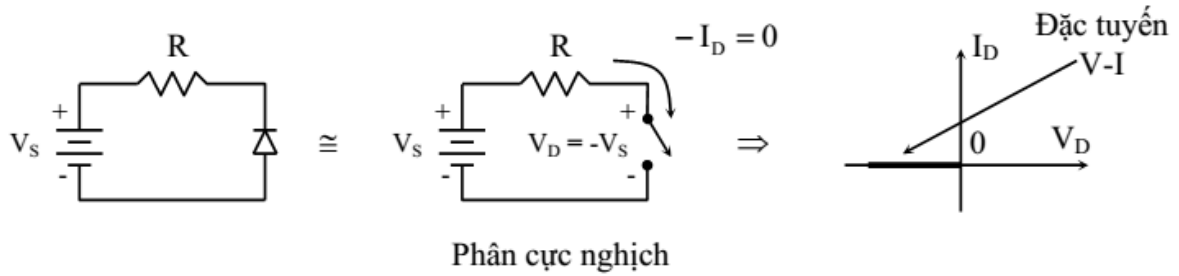 R
+
V_S
-
≅
R
− I_D = 0
+
V_S
-
+
V_D = -V_S
-
⇒
Đặc tuyến
V-I
I_D
0
V_D
Phân cực nghịch